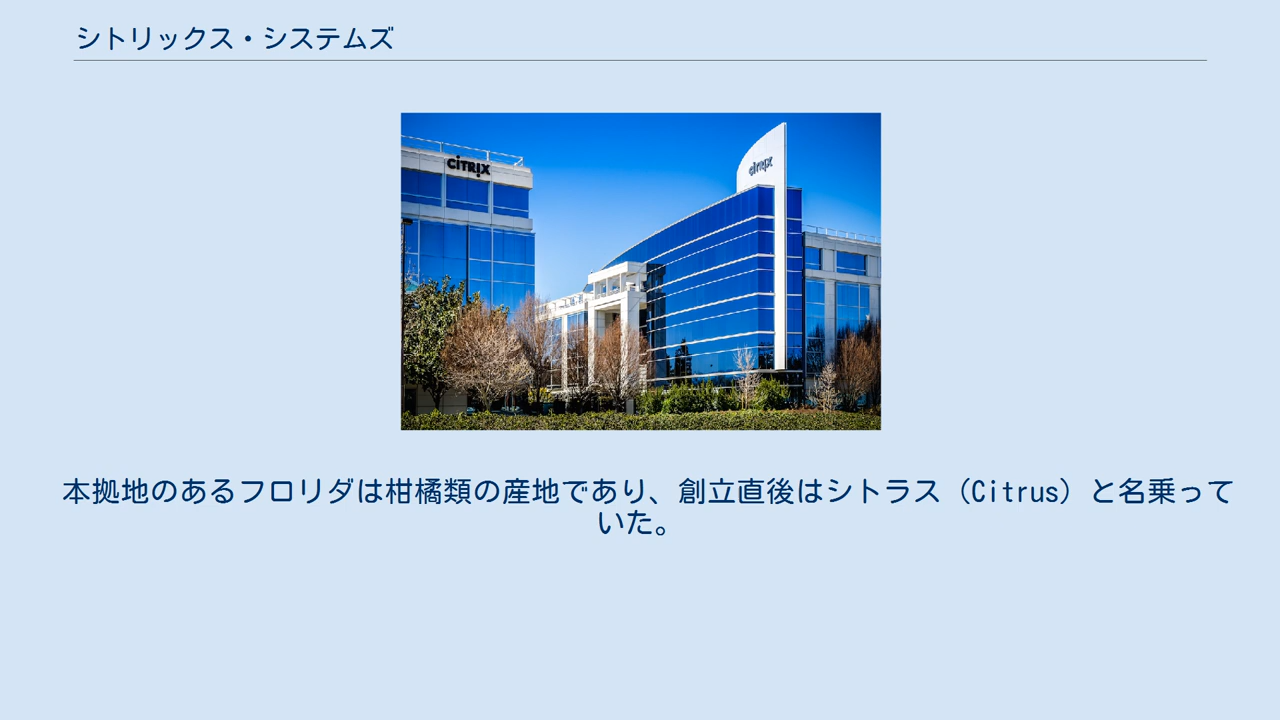 シトリックス・システムズ
CİTRİX
citrix
本拠地のあるフロリダは柑橘類の産地であり、創立直後はシトラス（Citrus）と名乗って
いた。